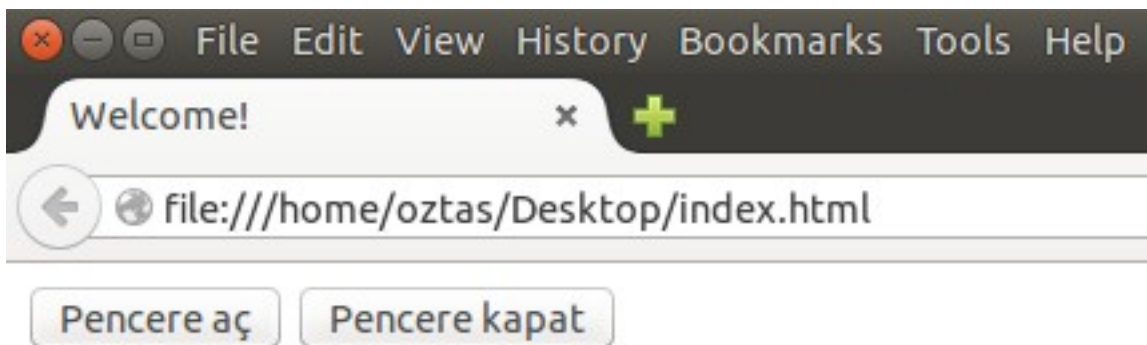 File Edit View History Bookmarks Tools Help
Welcome!
file:///home/oztas/Desktop/index.html
Pencere aç Pencere kapat